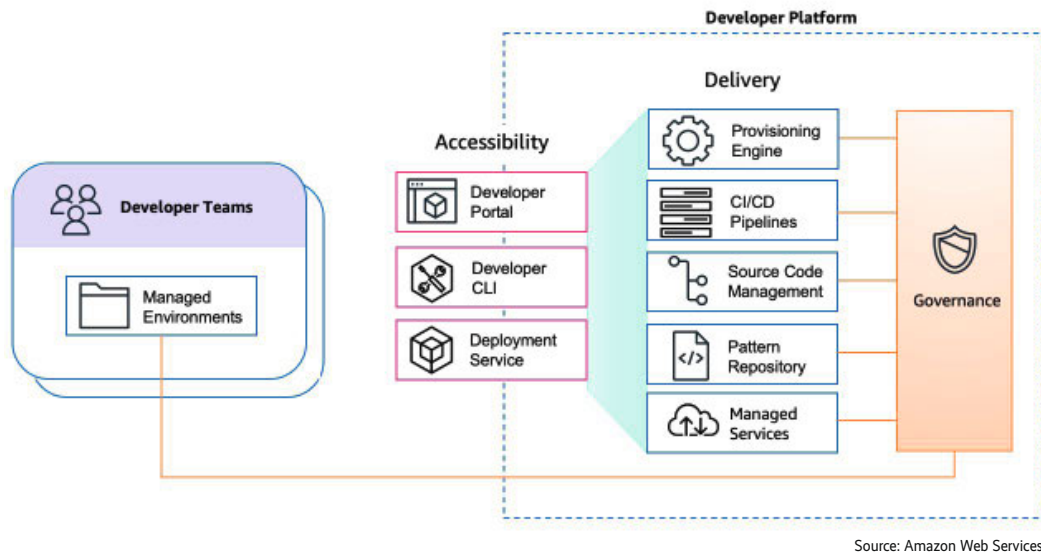 Developer Platform
Delivery
Accessibility
Developer Teams
Managed
Environments
Developer
Portal
Developer
CLI
Deployment
Service
Provisioning
Engine
CI/CD
Pipelines
Source Code
Management
Pattern
Repository
Managed
Services
Governance
Source: Amazon Web Services